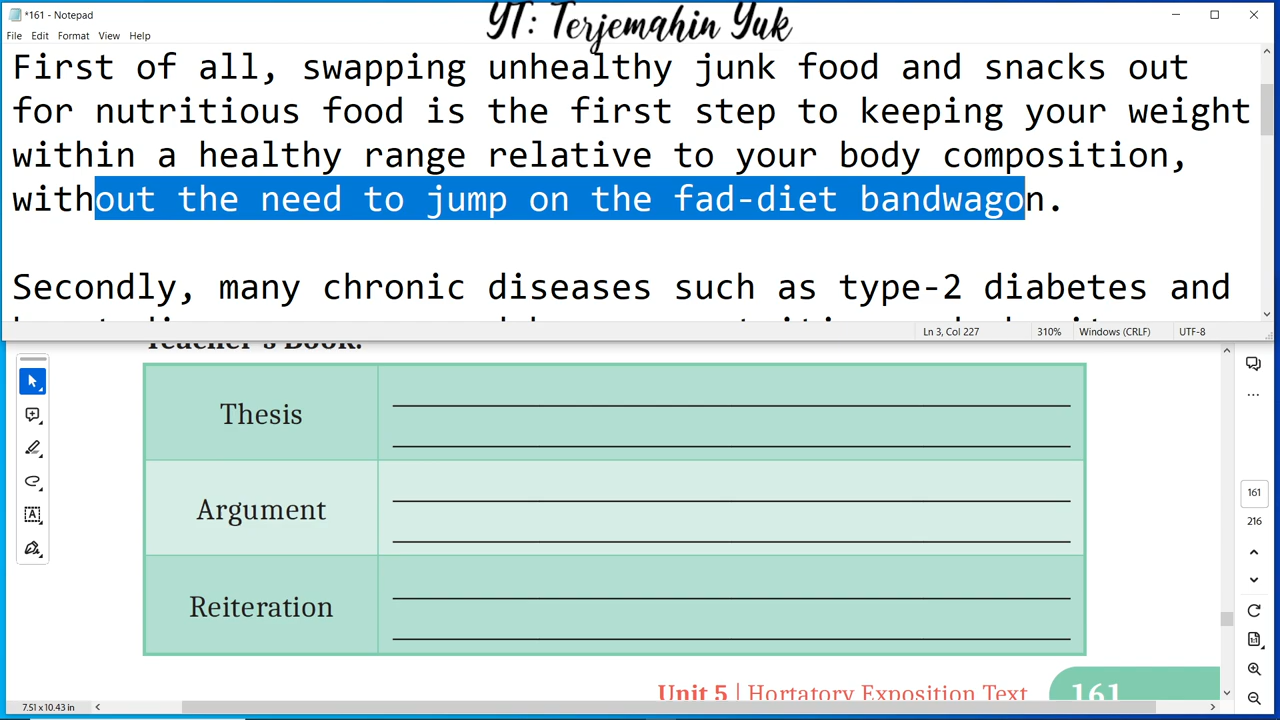 *161 - Notepad
YT: Terjemahin Yuk
File Edit Format View Help
First of all, swapping unhealthy junk food and snacks out
for nutritious food is the first step to keeping your weight
within a healthy range relative to your body composition,
without the need to jump on the fad-diet bandwagon.
Secondly, many chronic diseases such as type-2 diabetes and
Ln 3, Col 227 310% Windows (CRLF) UTF-8
Teacher's Book.
Thesis
Argument
Reiteration
161
216
Unit 5 | Hortatory Exposition Text 161
7.51 x 10.43 in